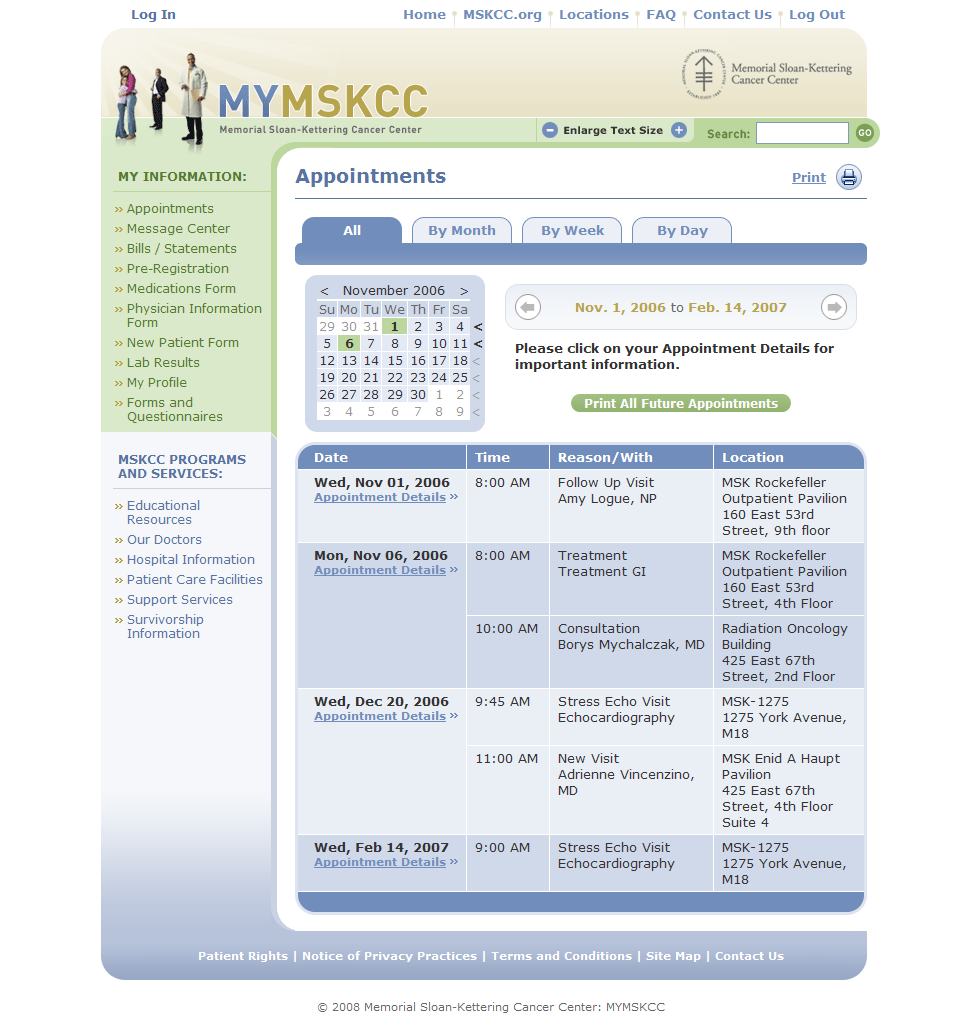 Log In
Home MSKCC.org Locations FAQ Contact Us Log Out
Memorial Sloan-Kettering
Cancer Center
MYMSKCC
Memorial Sloan-Kettering Cancer Center
Enlarge Text Size
Search: GO
MY INFORMATION:
Appointments
Message Center
Bills / Statements
Pre-Registration
Medications Form
Physician Information
Form
New Patient Form
Lab Results
My Profile
Forms and
Questionnaires
MSKCC PROGRAMS
AND SERVICES:
Educational
Resources
Our Doctors
Hospital Information
Patient Care Facilities
Support Services
Survivorship
Information
Appointments
Print
All By Month By Week By Day
< November 2006 >
Su Mo Tu We Th Fr Sa
29 30 31 1 2 3 4 <
5 6 7 8 9 10 11 <
12 13 14 15 16 17 18 <
19 20 21 22 23 24 25 <
26 27 28 29 30 1 2 <
3 4 5 6 7 8 9 <
Nov. 1, 2006 to Feb. 14, 2007
Please click on your Appointment Details for
important information.
Print All Future Appointments
Date Time Reason/With Location
Wed, Nov 01, 2006
Appointment Details »
8:00 AM
Follow Up Visit
Amy Logue, NP
MSK Rockefeller
Outpatient Pavilion
160 East 53rd
Street, 9th floor
Mon, Nov 06, 2006
Appointment Details »
8:00 AM
Treatment
Treatment GI
MSK Rockefeller
Outpatient Pavilion
160 East 53rd
Street, 4th Floor
10:00 AM
Consultation
Borys Mychalczak, MD
Radiation Oncology
Building
425 East 67th
Street, 2nd Floor
Wed, Dec 20, 2006
Appointment Details »
9:45 AM
Stress Echo Visit
Echocardiography
MSK-1275
1275 York Avenue,
M18
11:00 AM
New Visit
Adrienne Vincenzino,
MD
MSK Enid A Haupt
Pavilion
425 East 67th
Street, 4th Floor
Suite 4
Wed, Feb 14, 2007
Appointment Details »
9:00 AM
Stress Echo Visit
Echocardiography
MSK-1275
1275 York Avenue,
M18
Patient Rights | Notice of Privacy Practices | Terms and Conditions | Site Map | Contact Us
© 2008 Memorial Sloan-Kettering Cancer Center: MYMSKCC